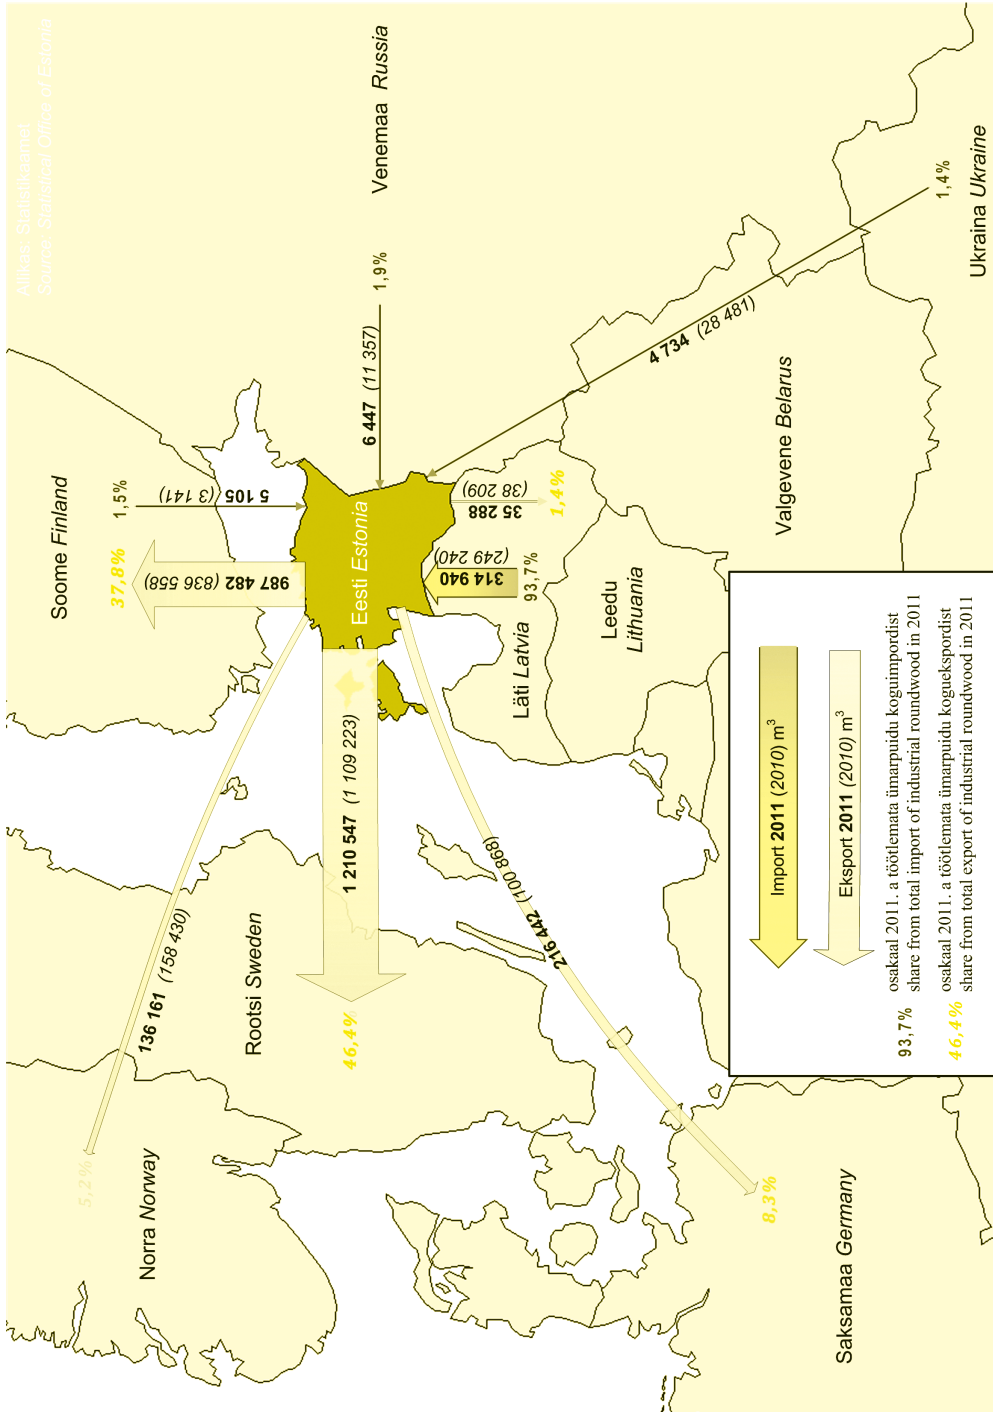 Allikas: Statistikaamet
Source: Statistical Office of Estonia
Norra Norway
5,2%
136 161 (158 430)
Rootsi Sweden
46,4%
1 210 547 (1 109 223)
Soome Finland
37,8%
987 482 (836 558)
1,5%
5 105 (3 141)
Venemaa Russia
1,9%
6 447 (11 357)
Eesti Estonia
314 940
(249 240)
93,7%
35 288
(38 209)
1,4%
Läti Latvia
Leedu
Lithuania
Valgevene Belarus
4 734 (28 481)
1,4%
Ukraina Ukraine
216 442 (100 868)
8,3%
Saksamaa Germany
Import 2011 (2010) m³
Eksport 2011 (2010) m³
93,7% osakaal 2011. a töötlemata ümarpuidu koguimpordist
share from total import of industrial roundwood in 2011
46,4% osakaal 2011. a töötlemata ümarpuidu koguekspordist
share from total export of industrial roundwood in 2011